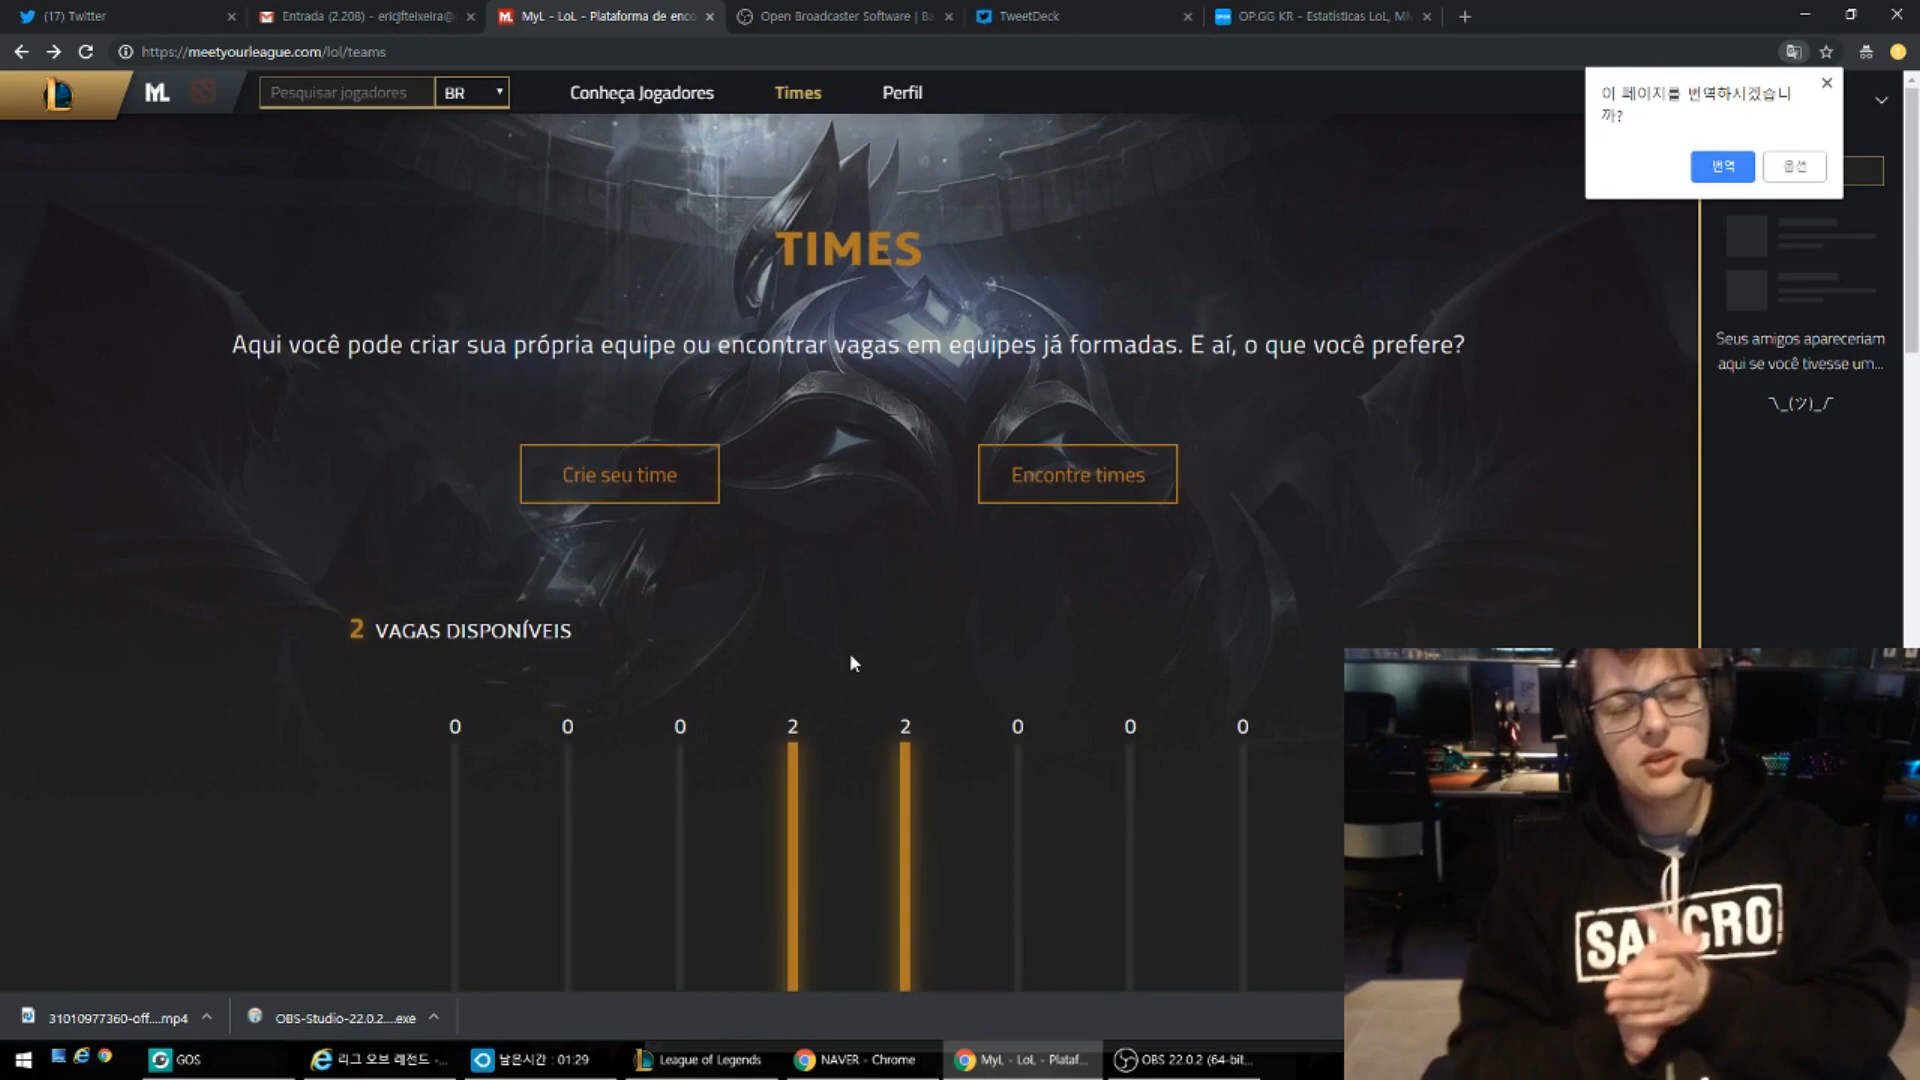 (17) Twitter
Entrada (2.208) - ericjfteixeira@
MyL - LoL - Plataforma de enco
Open Broadcaster Software | Ba
TweetDeck
OP.GG KR - Estatísticas LoL, MM
https://meetyourleague.com/lol/teams
ML
Pesquisar jogadores
BR
Conheça Jogadores
Times
Perfil
이 페이지를 번역하시겠습니
까?
번역
옵션
TIMES
Aqui você pode criar sua própria equipe ou encontrar vagas em equipes já formadas. E aí, o que você prefere?
Seus amigos apareceriam
aqui se você tivesse um...
¯\_(ツ)_/¯
Crie seu time
Encontre times
2 VAGAS DISPONÍVEIS
0 0 0 2 2 0 0 0
31010977360-off....mp4
OBS-Studio-22.0.2....exe
GOS
리그 오브 레전드 -...
남은시간 : 01:29
League of Legends
NAVER - Chrome
MyL - LoL - Plataf...
OBS 22.0.2 (64-bit...